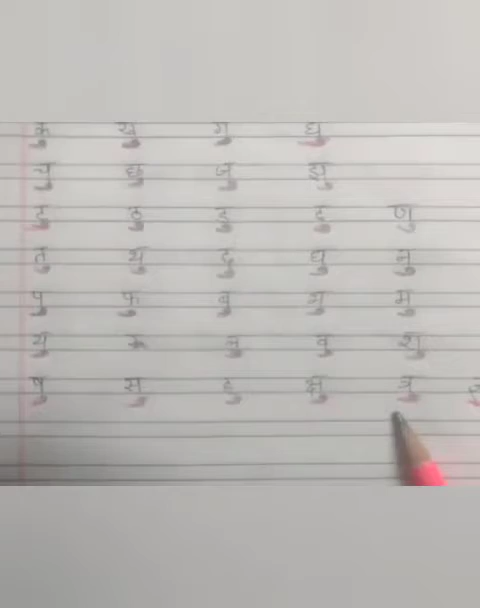 कु खु गु घु
चु छु जु झु
टु ठु डु ढु णु
तु थु दु धु नु
पु फु बु भु मु
यु रु लु वु शु
षु सु हु क्षु त्रु